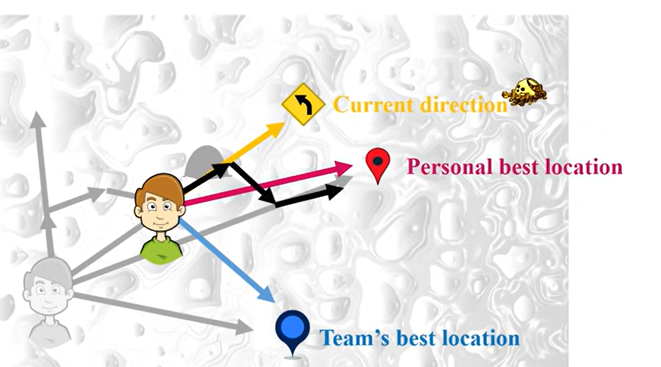 Current direction
Personal best location
Team's best location